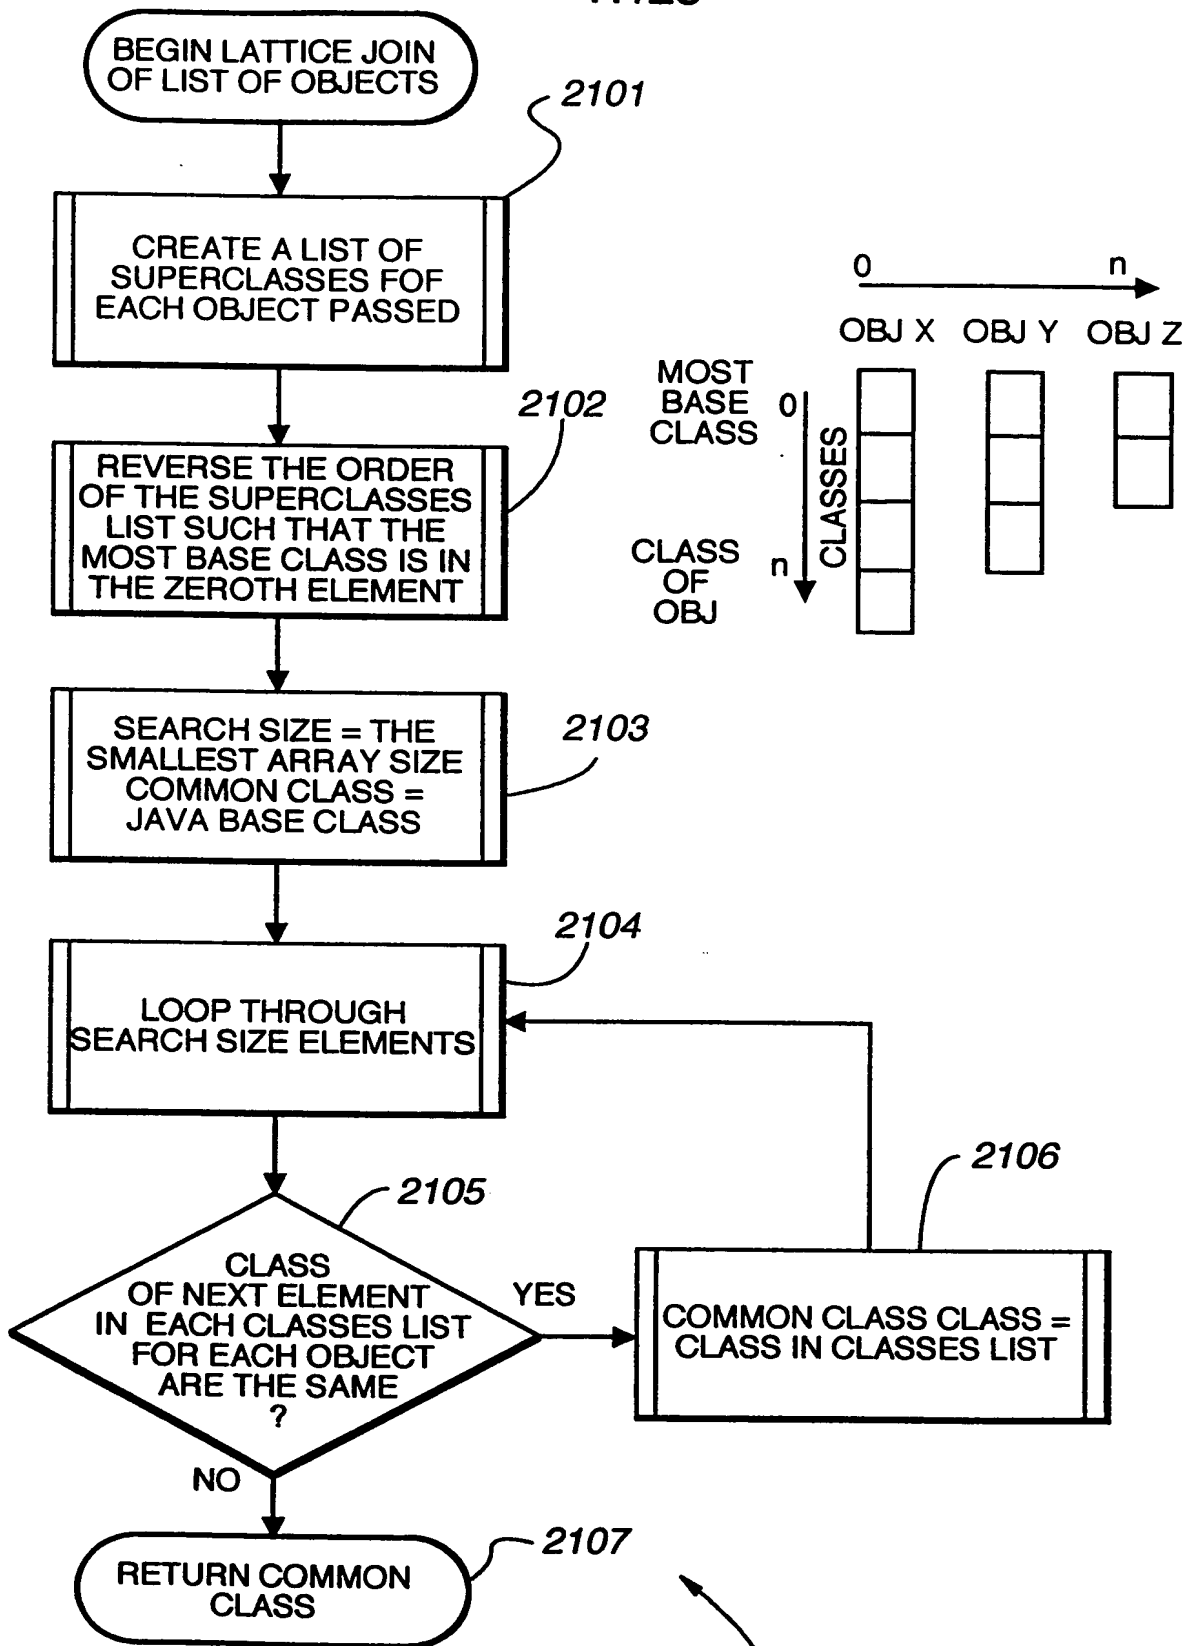 BEGIN LATTICE JOIN
OF LIST OF OBJECTS
2101
CREATE A LIST OF
SUPERCLASSES FOF
EACH OBJECT PASSED
2102
REVERSE THE ORDER
OF THE SUPERCLASSES
LIST SUCH THAT THE
MOST BASE CLASS IS IN
THE ZEROTH ELEMENT
0 n
OBJ X OBJ Y OBJ Z
MOST
BASE
CLASS
0
CLASSES
CLASS
OF
OBJ
n
SEARCH SIZE = THE
SMALLEST ARRAY SIZE
COMMON CLASS =
JAVA BASE CLASS
2103
2104
LOOP THROUGH
SEARCH SIZE ELEMENTS
2105
CLASS
OF NEXT ELEMENT
IN EACH CLASSES LIST
FOR EACH OBJECT
ARE THE SAME
?
YES
2106
COMMON CLASS CLASS =
CLASS IN CLASSES LIST
NO
2107
RETURN COMMON
CLASS